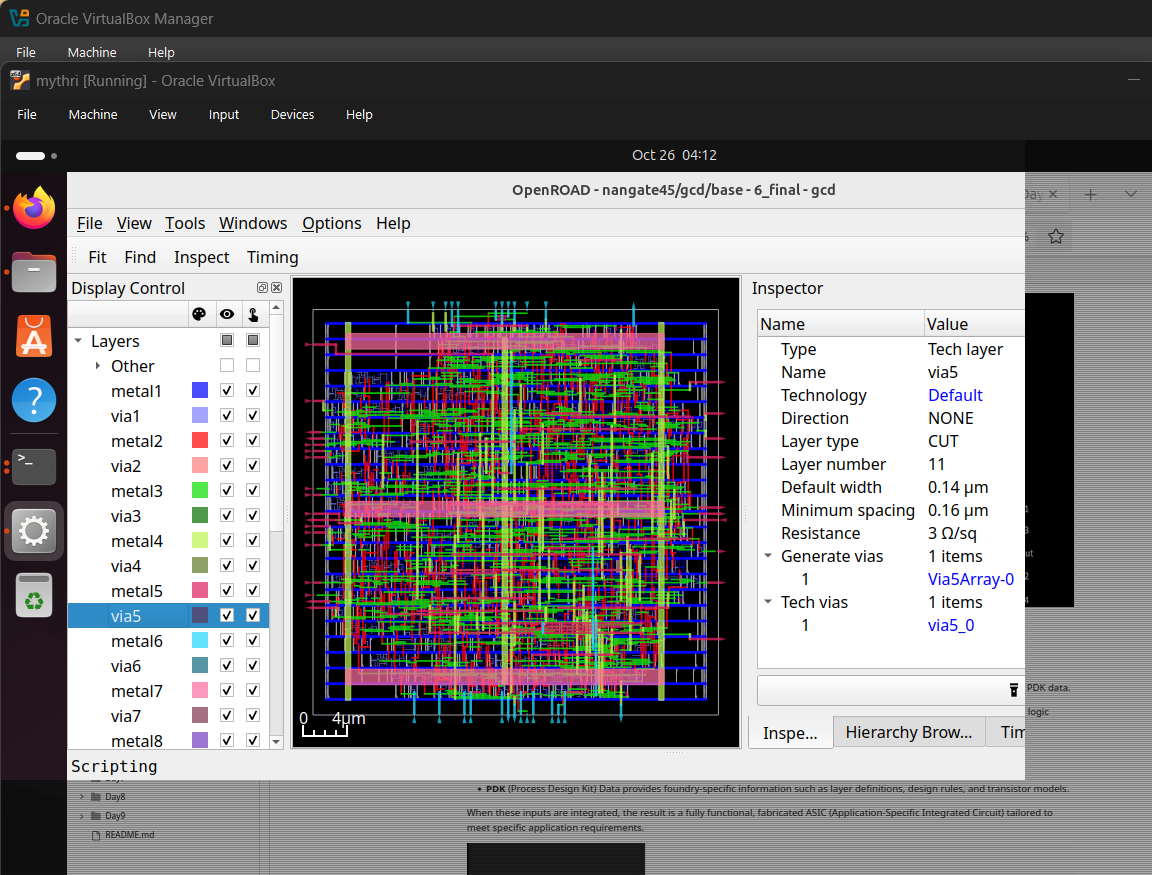 Oracle VirtualBox Manager
File Machine Help
mythri [Running] - Oracle VirtualBox
File Machine View Input Devices Help
Oct 26 04:12
OpenROAD - nangate45/gcd/base - 6_final - gcd
File View Tools Windows Options Help
Fit Find Inspect Timing
Display Control
Layers
Other
metal1
via1
metal2
via2
metal3
via3
metal4
via4
metal5
via5
metal6
via6
metal7
via7
metal8
0 4μm
Inspector
Name Value
Type Tech layer
Name via5
Technology Default
Direction NONE
Layer type CUT
Layer number 11
Default width 0.14 μm
Minimum spacing 0.16 μm
Resistance 3 Ω/sq
Generate vias 1 items
1 Via5Array-0
Tech vias 1 items
1 via5_0
PDK data.
logic
Inspe... Hierarchy Brow... Tim
Scripting
Day8
Day9
README.md
• PDK (Process Design Kit) Data provides foundry-specific information such as layer definitions, design rules, and transistor models.
When these inputs are integrated, the result is a fully functional, fabricated ASIC (Application-Specific Integrated Circuit) tailored to
meet specific application requirements.